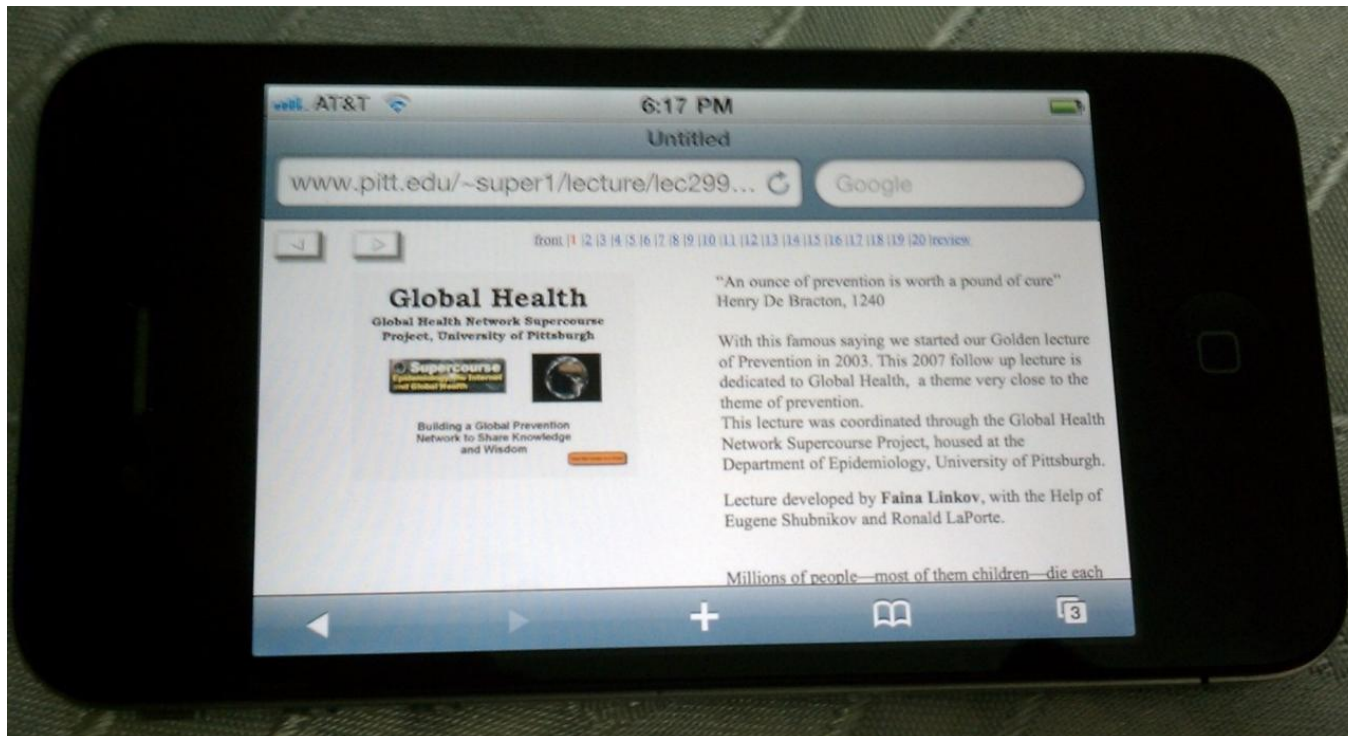 AT&T 6:17 PM
Untitled
www.pitt.edu/~super1/lecture/lec299... Google
front |1 |2 |3 |4 |5 |6 |7 |8 |9 |10 |11 |12 |13 |14 |15 |16 |17 |18 |19 |20 |review
Global Health
Global Health Network Supercourse
Project, University of Pittsburgh
Supercourse
Epidemiology the Internet
and Global Health
Building a Global Prevention
Network to Share Knowledge
and Wisdom
“An ounce of prevention is worth a pound of cure”
Henry De Bracton, 1240
With this famous saying we started our Golden lecture
of Prevention in 2003. This 2007 follow up lecture is
dedicated to Global Health, a theme very close to the
theme of prevention.
This lecture was coordinated through the Global Health
Network Supercourse Project, housed at the
Department of Epidemiology, University of Pittsburgh.
Lecture developed by Faina Linkov, with the Help of
Eugene Shubnikov and Ronald LaPorte.
Millions of people—most of them children—die each
3